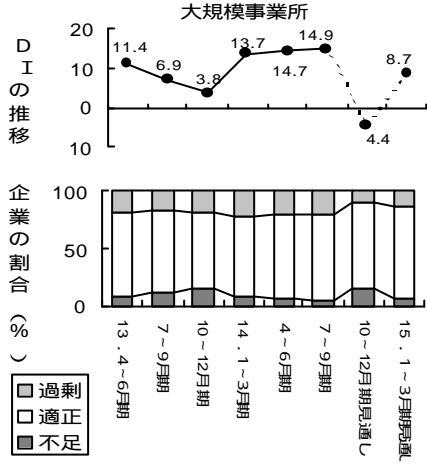 大規模事業所
DIの推移
20
10
0
10
11.4
6.9
3.8
13.7
14.7
14.9
4.4
8.7
企業の割合(%)
100
50
0
13.4~6月期
7~9月期
10~12月期
14.1~3月期
4~6月期
7~9月期
10~12月期見通し
15.1~3月期見通し
過剰
適正
不足